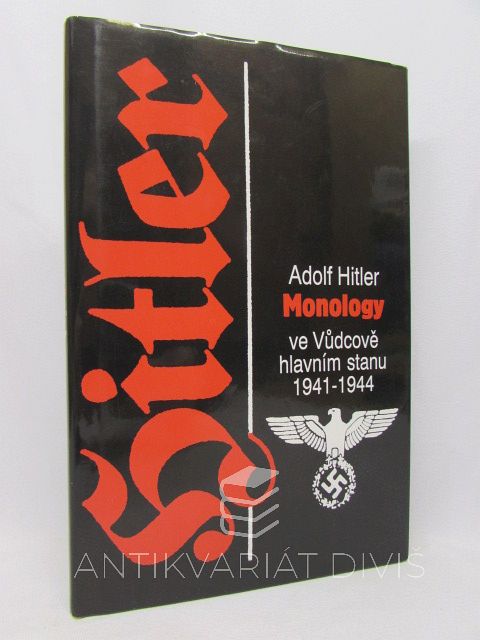 Hitler
Adolf Hitler
Monology
ve Vůdcově
hlavním stanu
1941-1944
ANTIKVARIÁT DIVIŠ